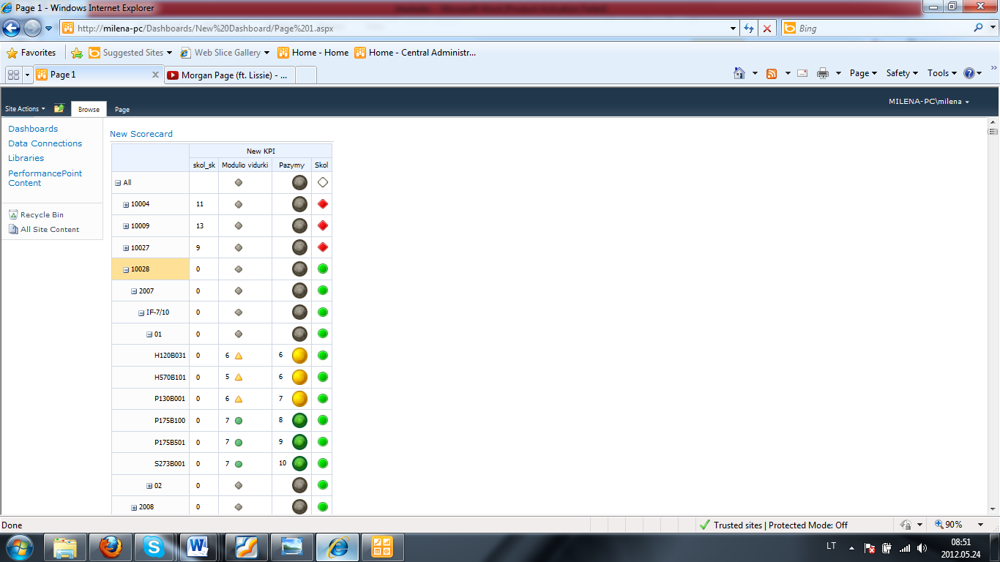 Page 1 - Windows Internet Explorer
http://milena-pc/Dashboards/New%20Dashboard/Page%201.aspx
Bing
Favorites
Suggested Sites
Web Slice Gallery
Home - Home
Home - Central Administr...
Page 1
Morgan Page (ft. Lissie) - ...
Page
Safety
Tools
Site Actions
Browse
Page
MILENA-PC\milena
Dashboards
Data Connections
Libraries
PerformancePoint
Content
Recycle Bin
All Site Content
New Scorecard
New KPI
skol_sk Modulio vidurki Pazymy Skol
All
10004 11
10009 13
10027 9
10028 0
2007 0
IF-7/10 0
01 0
H120B031 0 6 6
H570B101 0 5 6
P130B001 0 6 7
P175B100 0 7 8
P175B501 0 7 9
S273B001 0 7 10
02 0
2008 0
Done
Trusted sites | Protected Mode: Off
90%
LT
08:51
2012.05.24